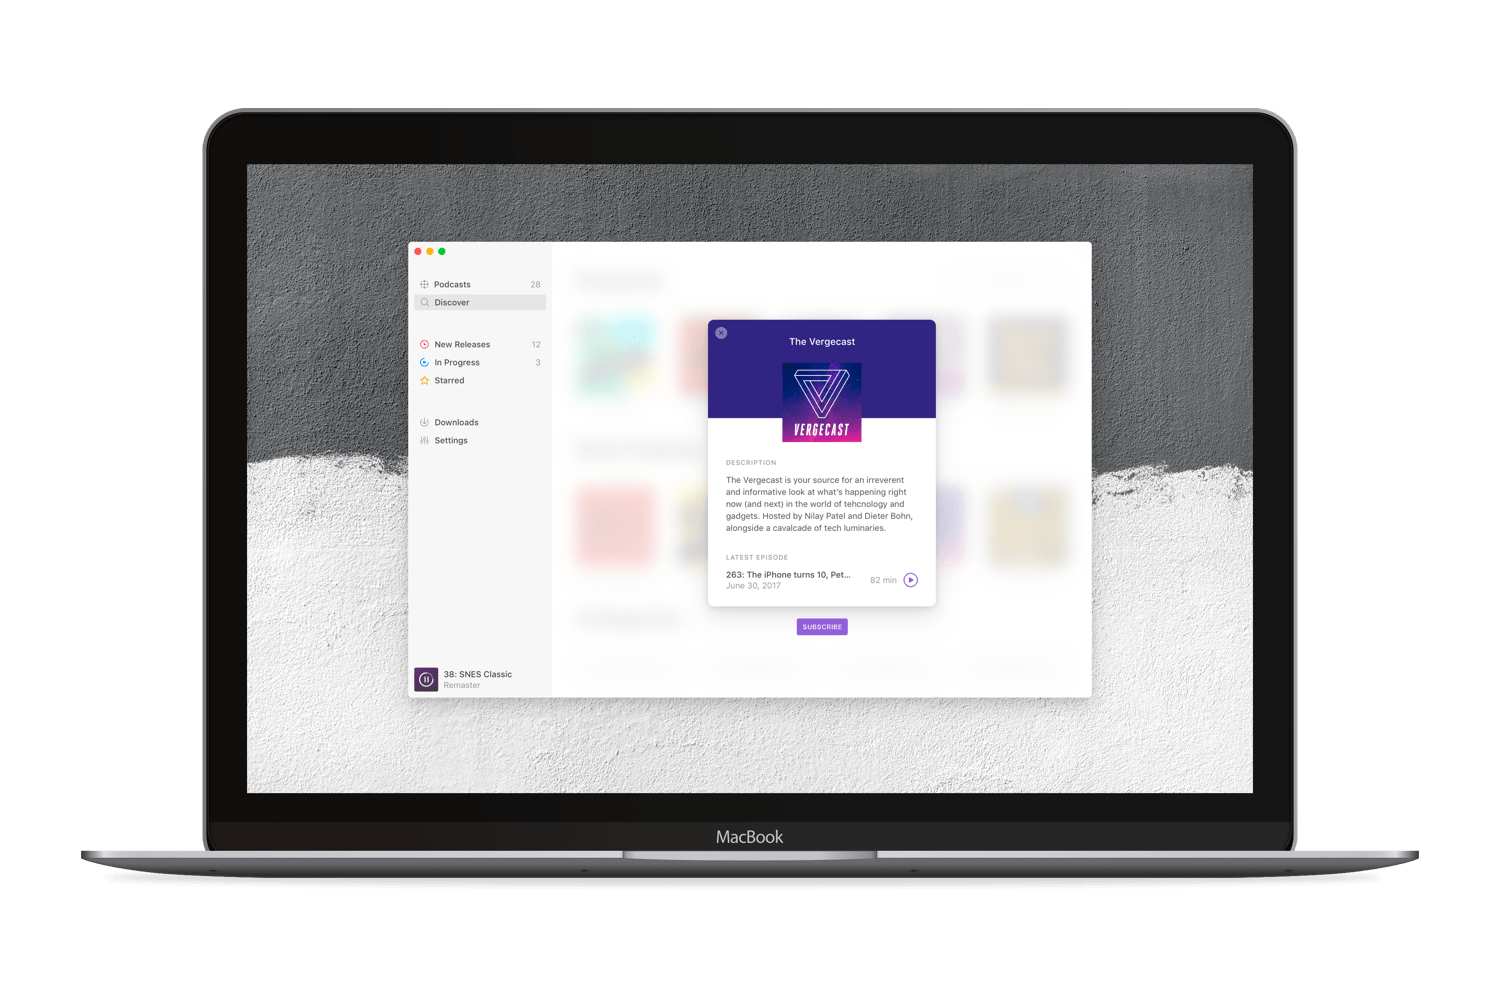 Podcasts 28
Discover
New Releases 12
In Progress 3
Starred
Downloads
Settings
38: SNES Classic
Remaster
The Vergecast
VERGECAST
DESCRIPTION
The Vergecast is your source for an irreverent
and informative look at what's happening right
now (and next) in the world of tehcnology and
gadgets. Hosted by Nilay Patel and Dieter Bohn,
alongside a cavalcade of tech luminaries.
LATEST EPISODE
263: The iPhone turns 10, Pet...
June 30, 2017
82 min
SUBSCRIBE
MacBook